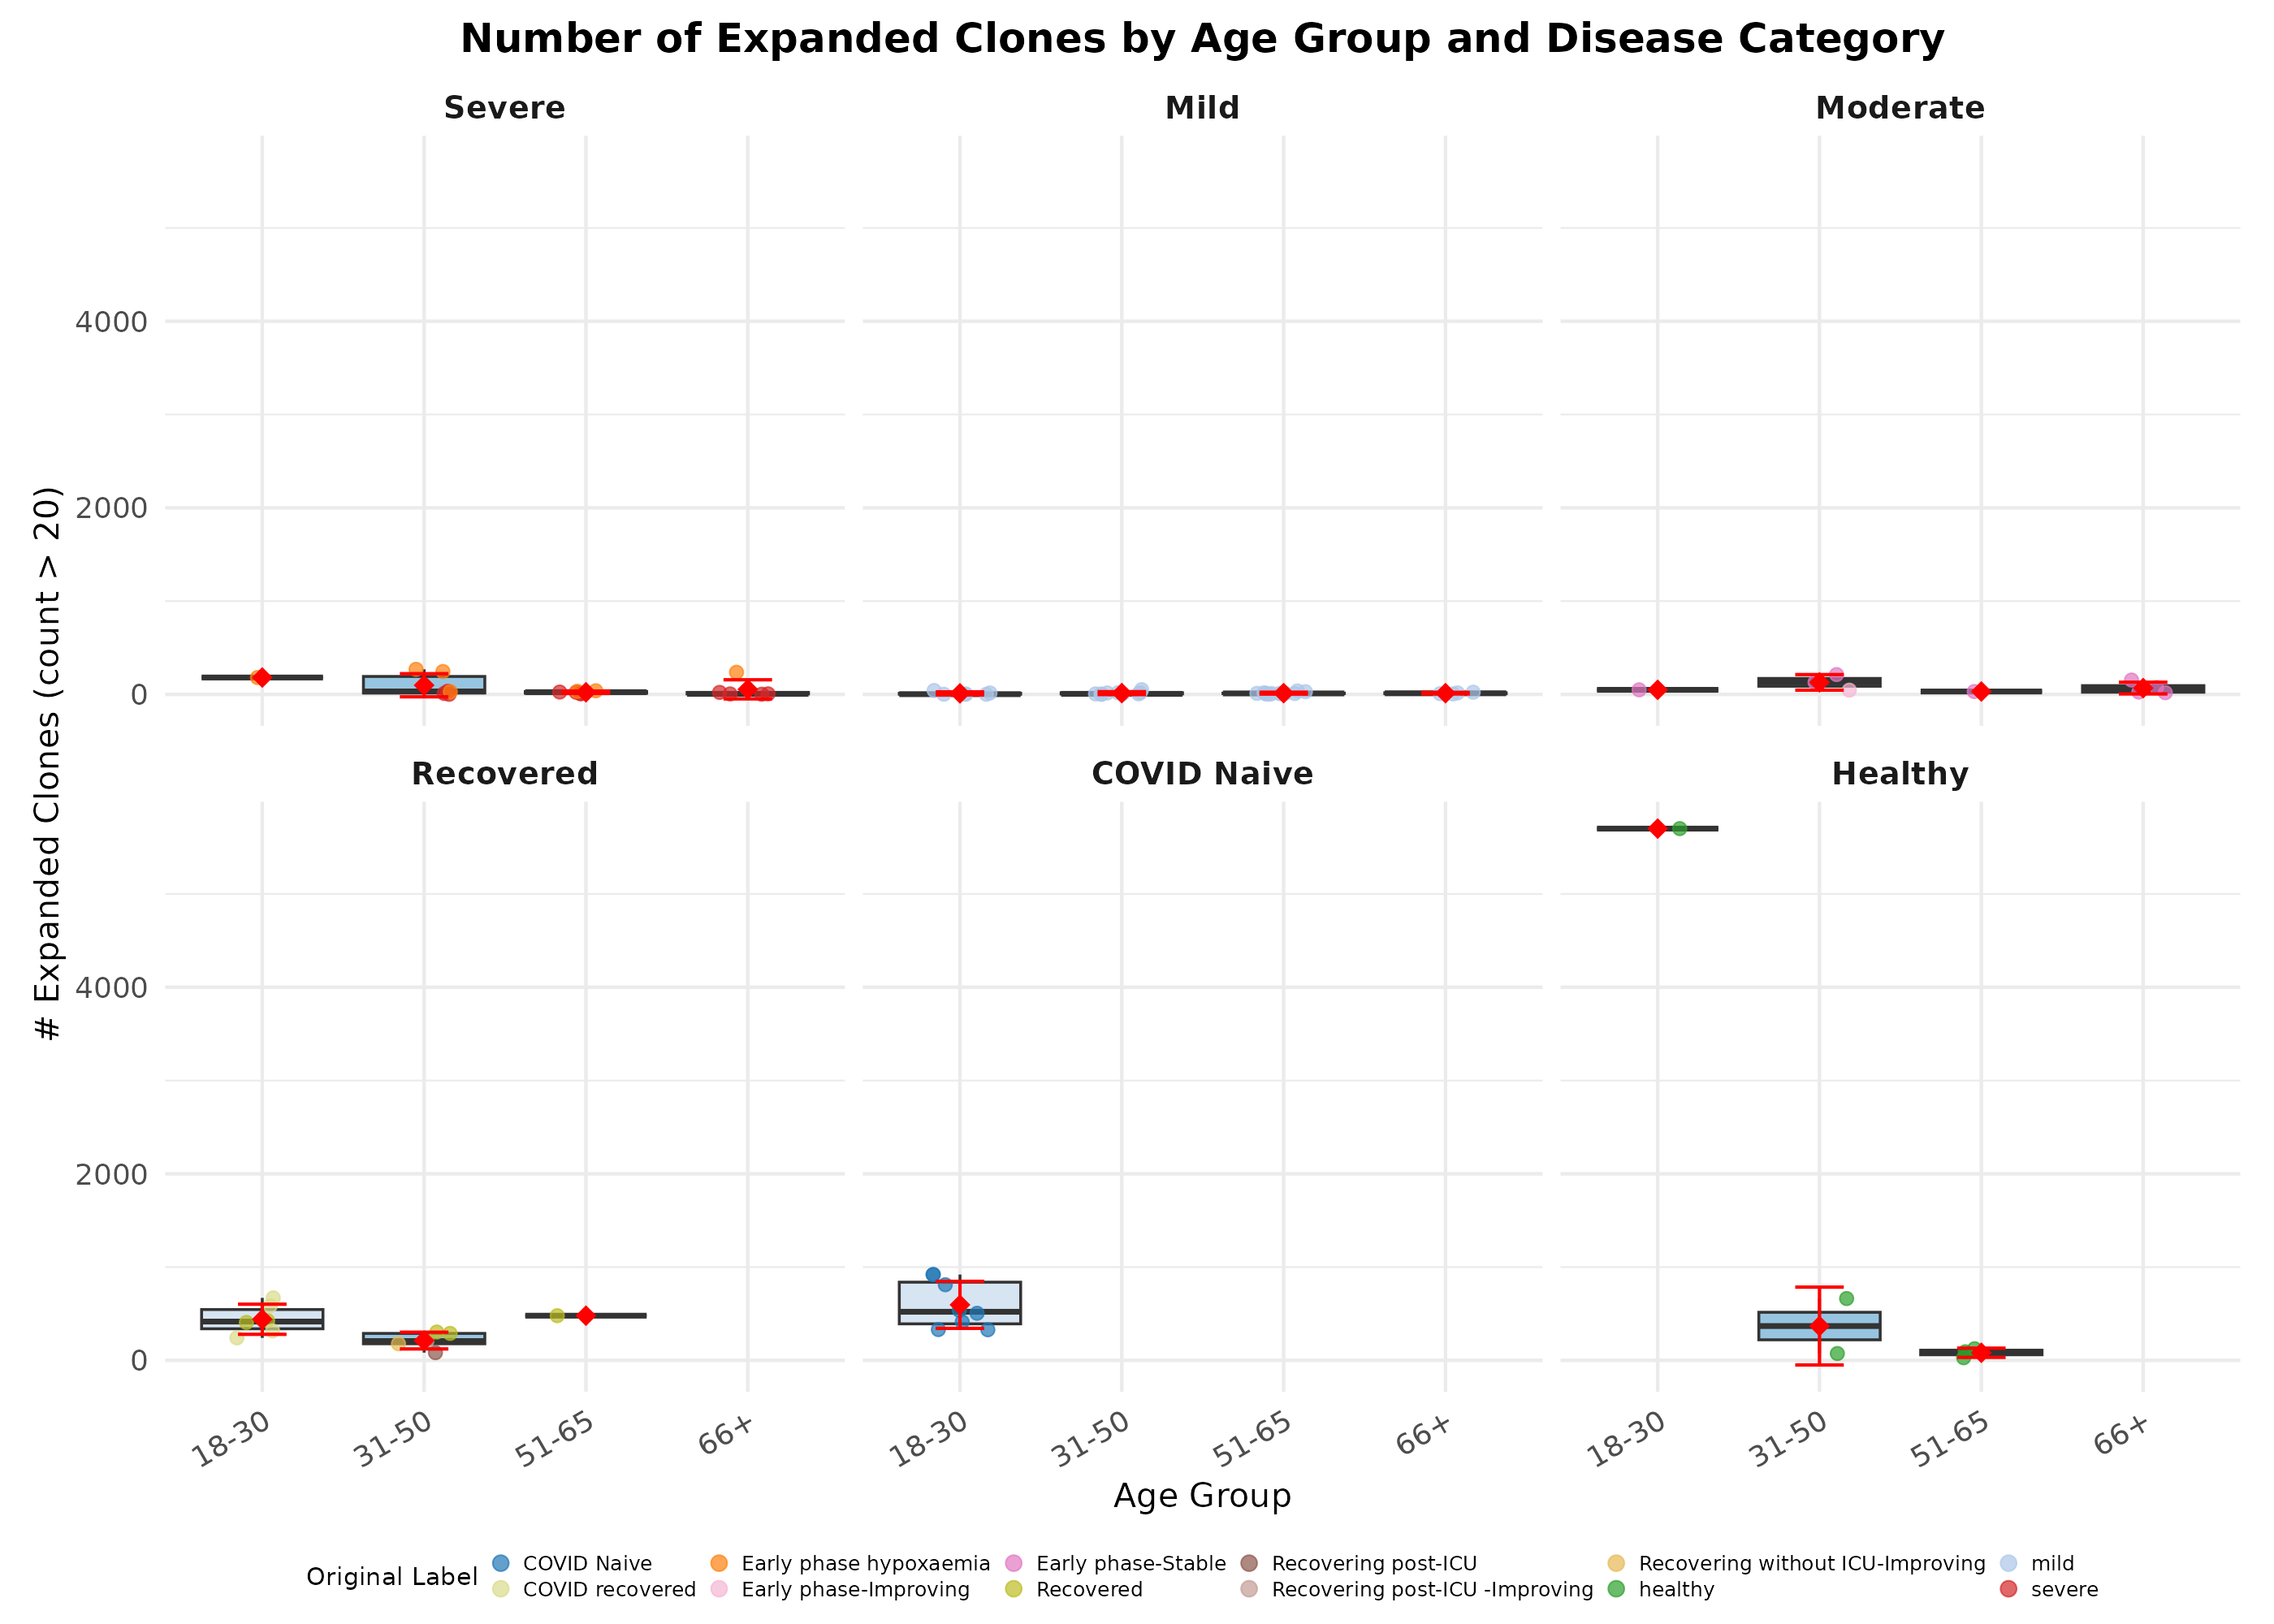 Number of Expanded Clones by Age Group and Disease Category
Severe
Mild
Moderate
4000
2000
0
# Expanded Clones (count > 20)
Recovered
COVID Naive
Healthy
4000
2000
0
18-30
31-50
51-65
66+
18-30
31-50
51-65
66+
18-30
31-50
51-65
66+
Age Group
Original Label
COVID Naive
Early phase hypoxaemia
Early phase-Stable
Recovering post-ICU
Recovering without ICU-Improving
mild
COVID recovered
Early phase-Improving
Recovered
Recovering post-ICU -Improving
healthy
severe